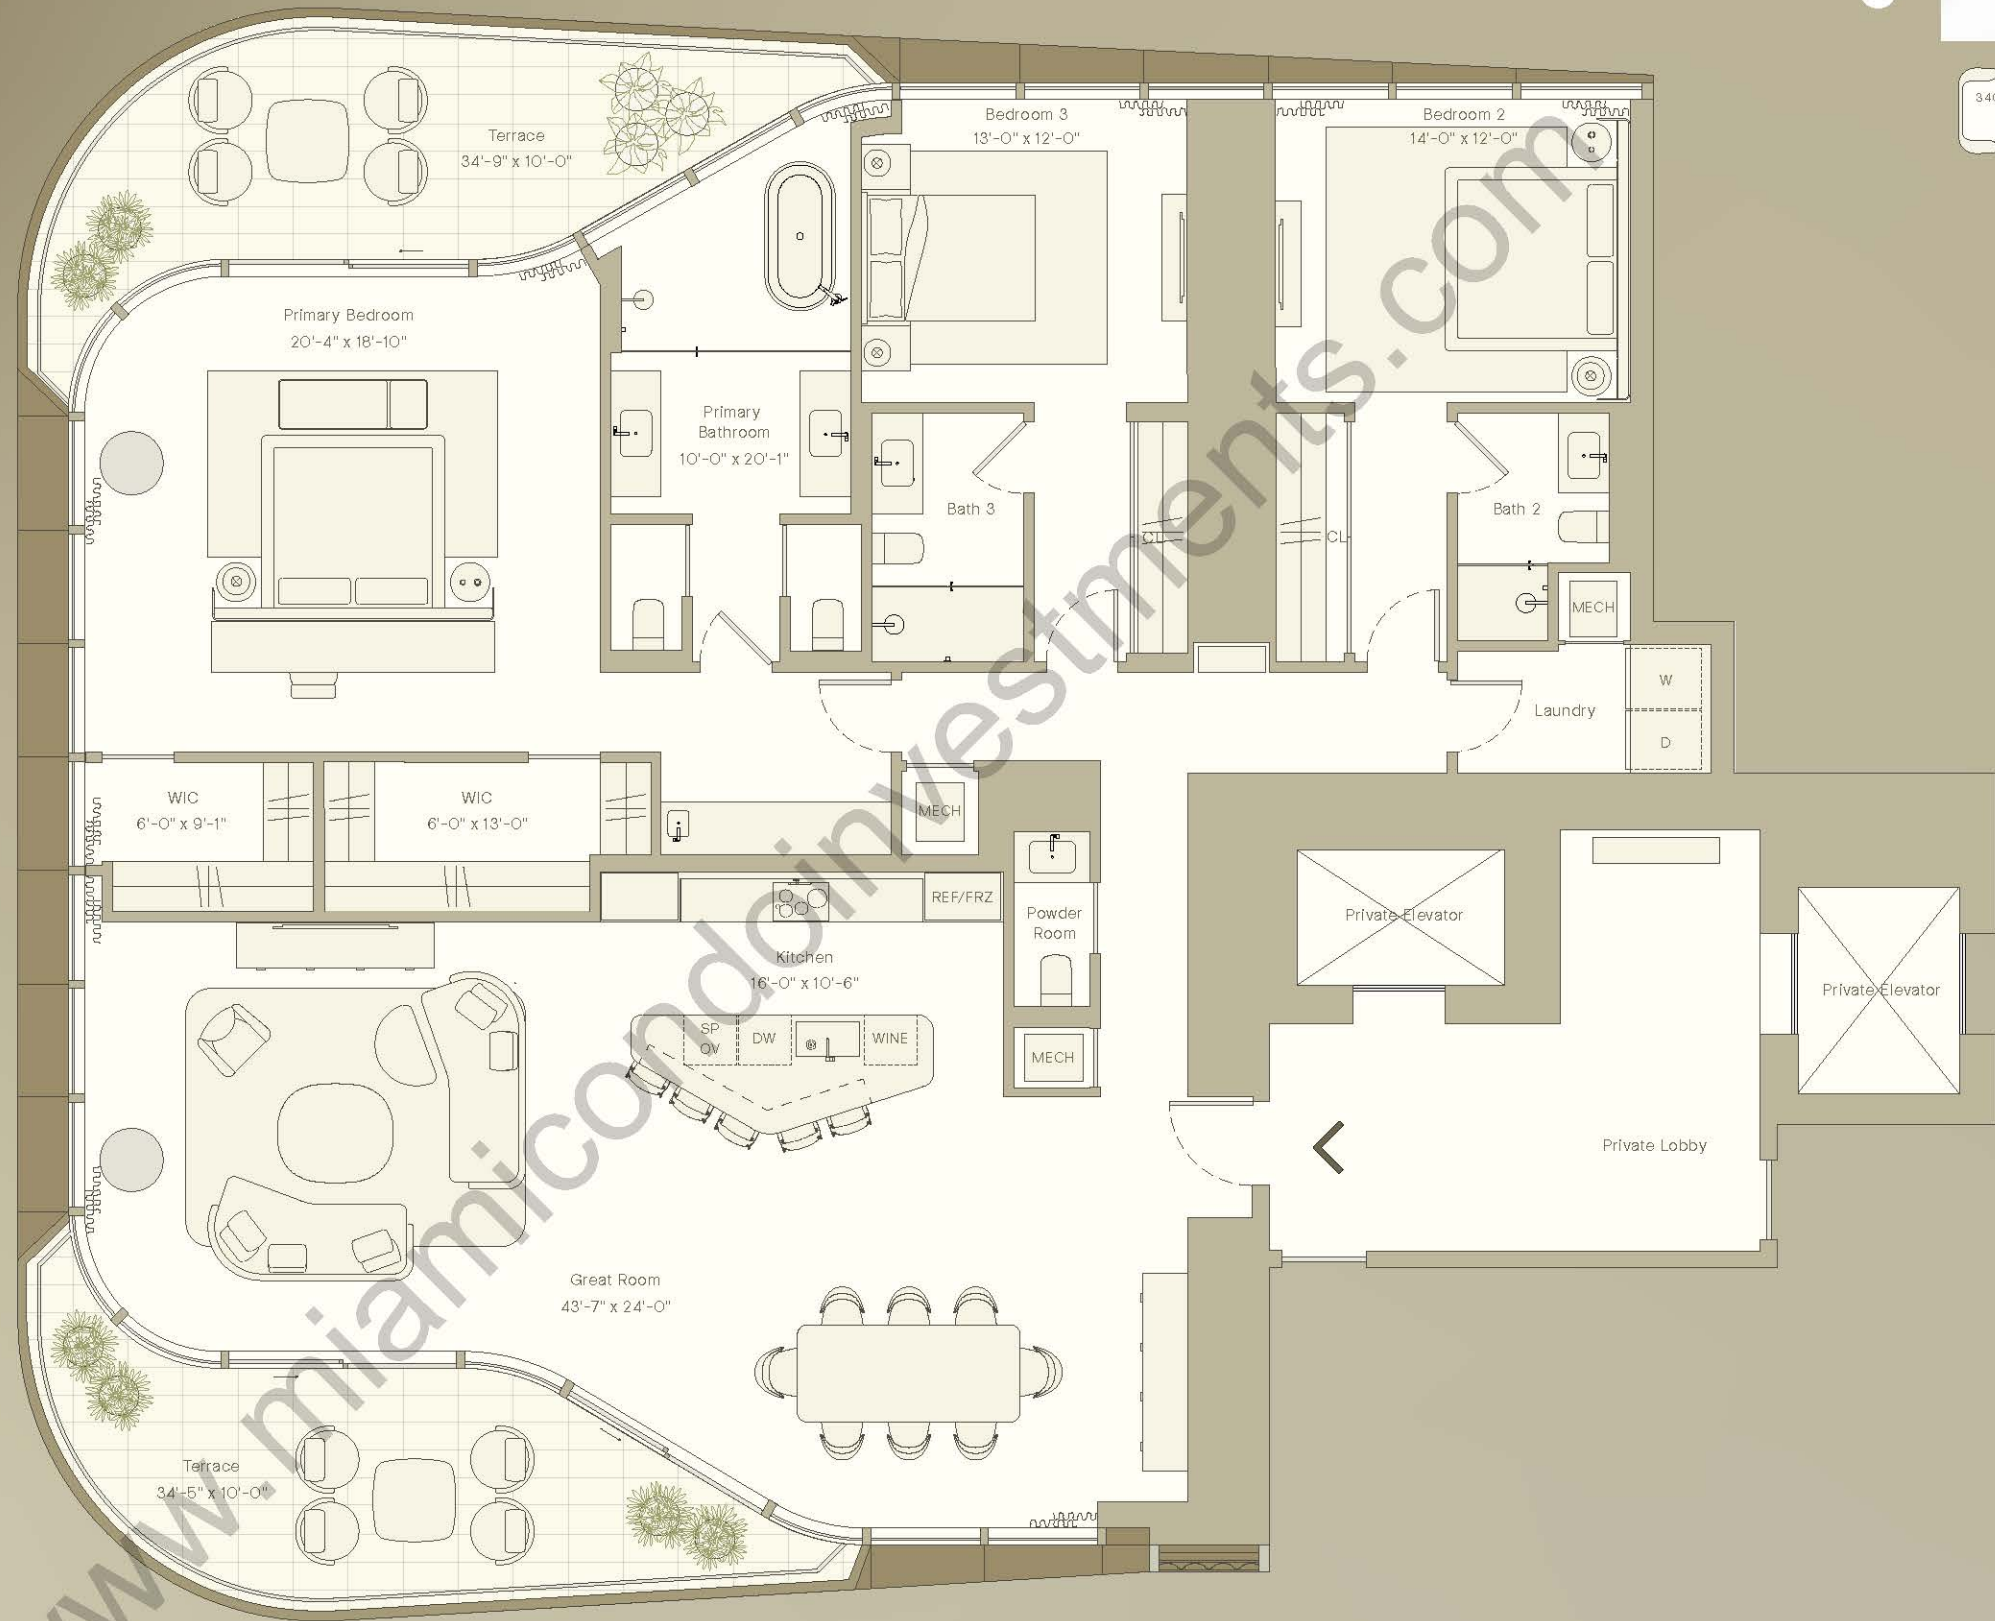 Terrace
34'-9" x 10'-0"
Bedroom 3
13'-0" x 12'-0"
Bedroom 2
14'-0" x 12'-0"
Primary Bedroom
20'-4" x 18'-10"
Primary
Bathroom
10'-0" x 20'-1"
Bath 3
CL
CL
Bath 2
MECH
W
D
Laundry
WIC
6'-0" x 9'-1"
WIC
6'-0" x 13'-0"
MECH
REF/FRZ
Powder
Room
Kitchen
16'-0" x 10'-6"
SP
OV
DW
WINE
MECH
Private Elevator
Private Elevator
Private Lobby
Great Room
43'-7" x 24'-0"
Terrace
34'-5" x 10'-0"
www.miamicondoinvestments.com